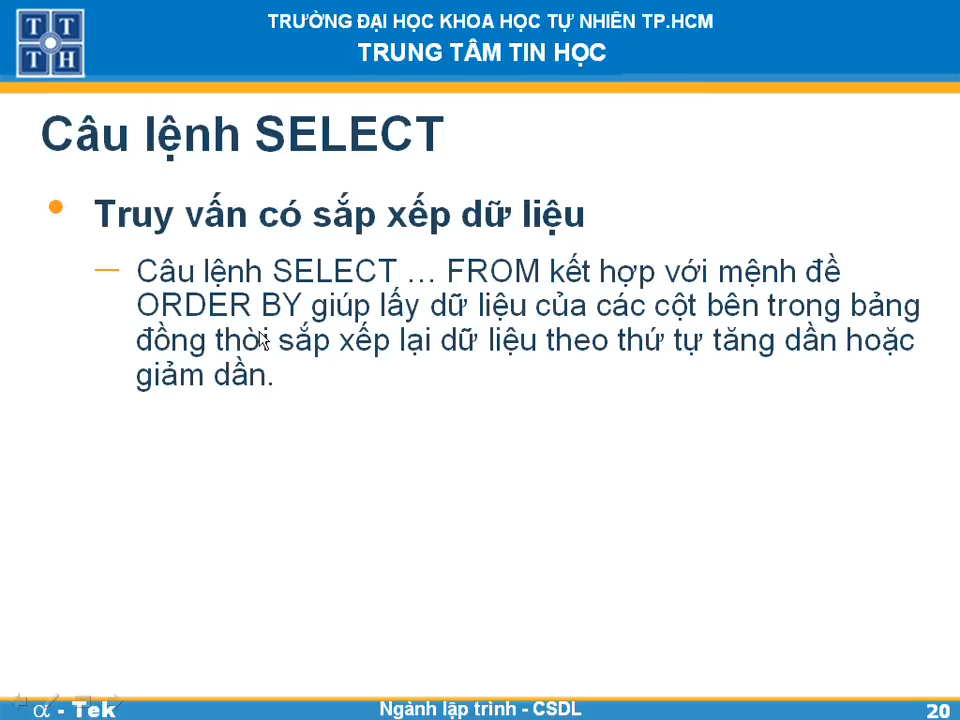 T T
T H
TRƯỜNG ĐẠI HỌC KHOA HỌC TỰ NHIÊN TP.HCM
TRUNG TÂM TIN HỌC
Câu lệnh SELECT
• Truy vấn có sắp xếp dữ liệu
– Câu lệnh SELECT … FROM kết hợp với mệnh đề
ORDER BY giúp lấy dữ liệu của các cột bên trong bảng
đồng thời sắp xếp lại dữ liệu theo thứ tự tăng dần hoặc
giảm dần.
α - Tek
Ngành lập trình - CSDL
20